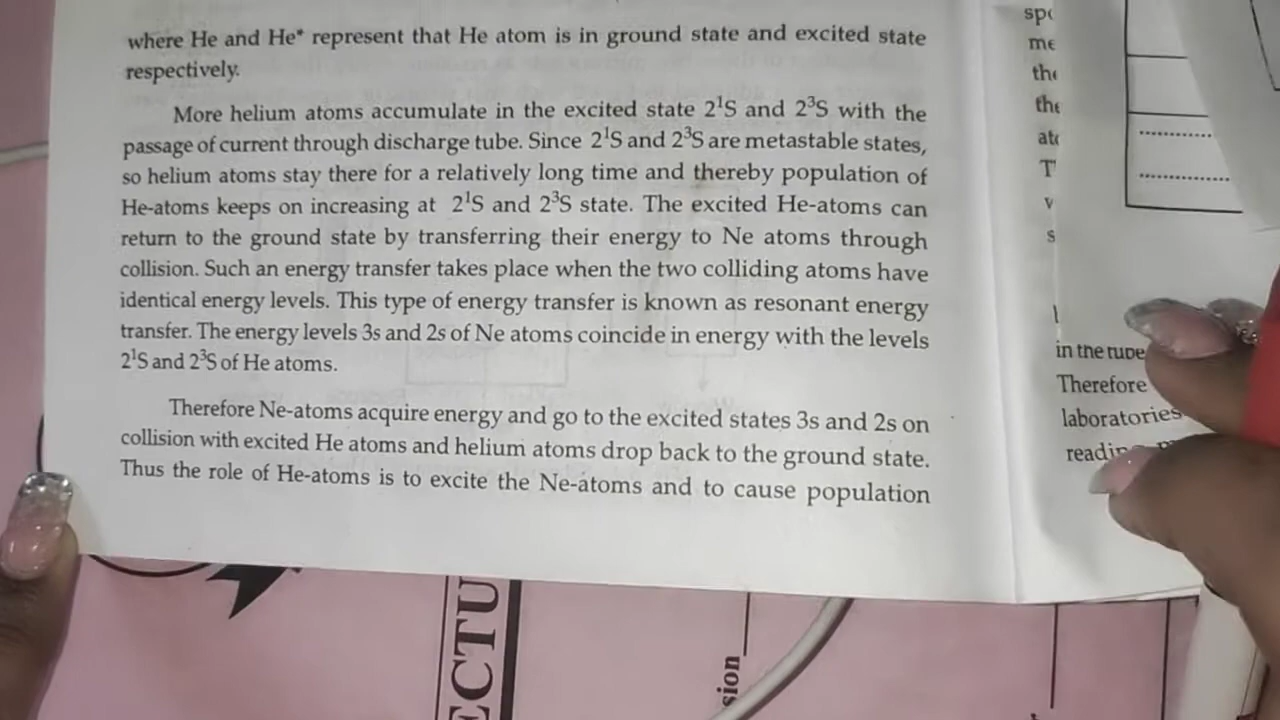 where He and He* represent that He atom is in ground state and excited state
respectively.
More helium atoms accumulate in the excited state 2¹S and 2³S with the
passage of current through discharge tube. Since 2¹S and 2³S are metastable states,
so helium atoms stay there for a relatively long time and thereby population of
He-atoms keeps on increasing at 2¹S and 2³S state. The excited He-atoms can
return to the ground state by transferring their energy to Ne atoms through
collision. Such an energy transfer takes place when the two colliding atoms have
identical energy levels. This type of energy transfer is known as resonant energy
transfer. The energy levels 3s and 2s of Ne atoms coincide in energy with the levels
2¹S and 2³S of He atoms.
Therefore Ne-atoms acquire energy and go to the excited states 3s and 2s on
collision with excited He atoms and helium atoms drop back to the ground state.
Thus the role of He-atoms is to excite the Ne-atoms and to cause population
in the tube
Therefore
laboratories
ECTU
sion